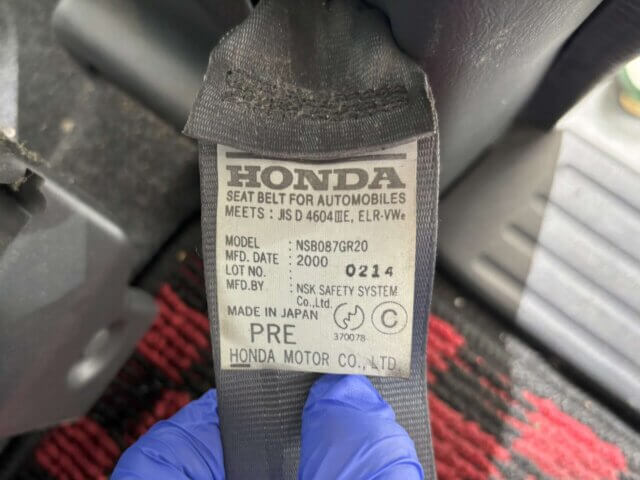 HONDA
SEAT BELT FOR AUTOMOBILES
MEETS : JIS D 4604ⅢE, ELR-VWe
MODEL : NSB087GR20
MFD. DATE : 2000
LOT NO. : 0214
MFD.BY : NSK SAFETY SYSTEM
Co.,Ltd.
MADE IN JAPAN
C
370078
PRE
HONDA MOTOR CO., LTD.